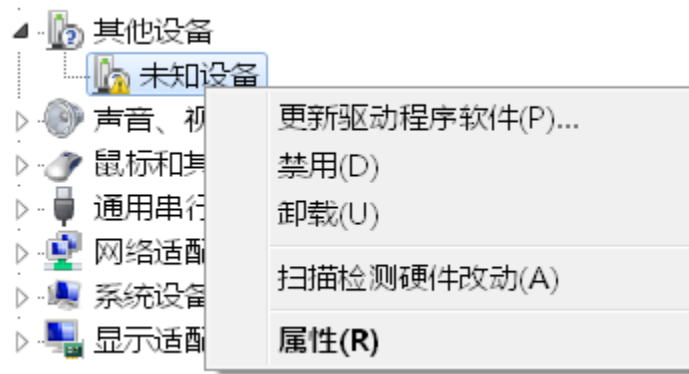 其他设备
未知设备
声音、视
鼠标和其
通用串行
网络适配
系统设备
显示适配
更新驱动程序软件(P)...
禁用(D)
卸载(U)
扫描检测硬件改动(A)
属性(R)